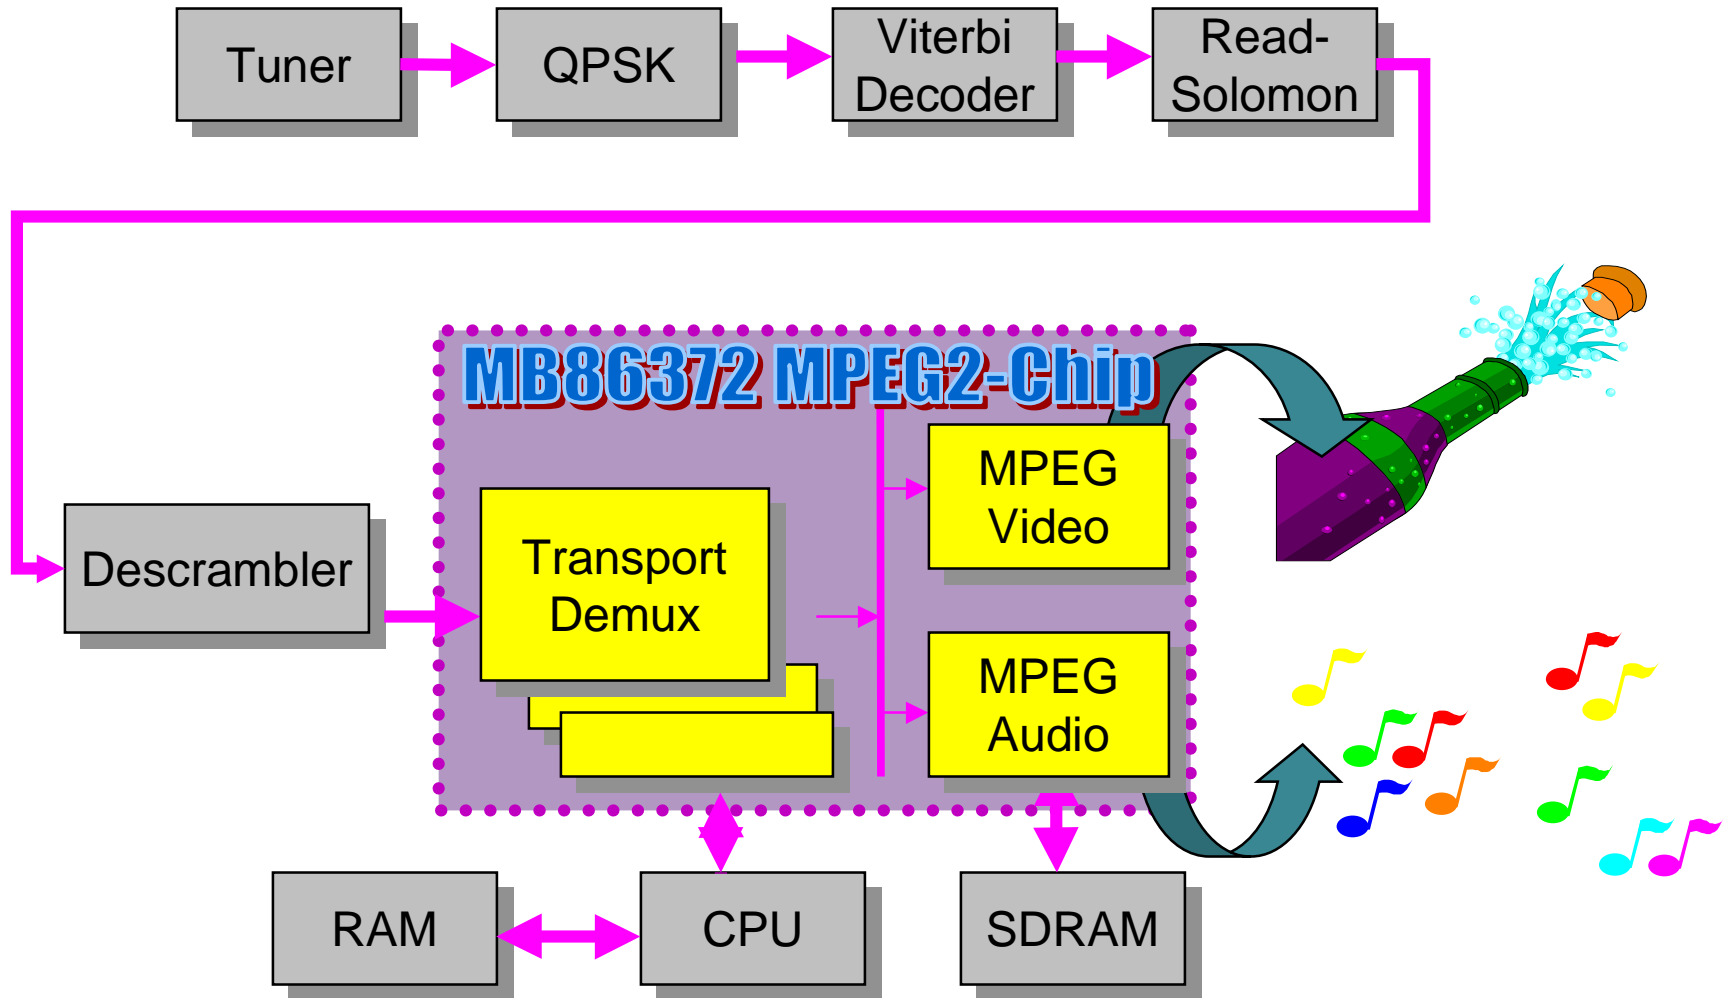 Tuner
QPSK
Viterbi
Decoder
Read-
Solomon
MB86372 MPEG2-Chip
MPEG
Video
Transport
Demux
Descrambler
MPEG
Audio
RAM
CPU
SDRAM